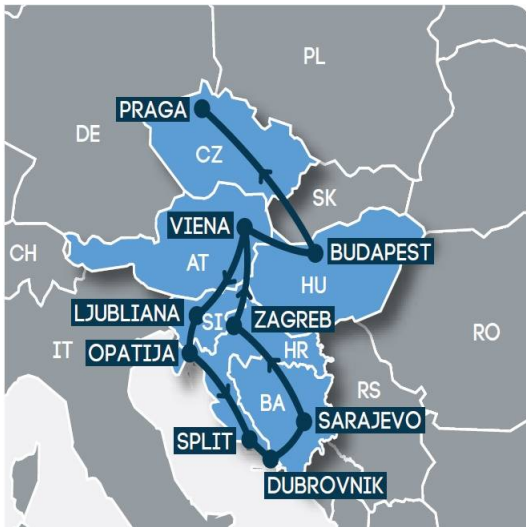 PL
PRAGA
DE
CZ
SK
VIENA
BUDAPEST
CH
AT
HU
LJUBLIANA
SI
ZAGREB
RO
IT
OPATIJA
HR
RS
BA
SARAJEVO
SPLIT
DUBROVNIK